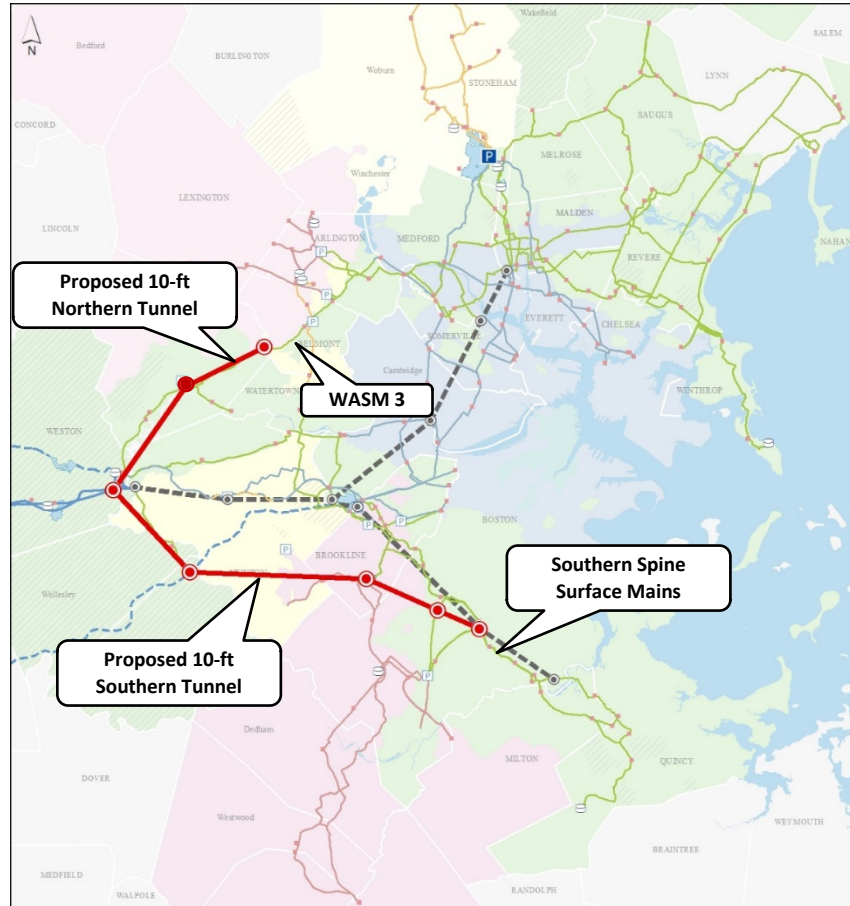 Wakefield
SALEM
Bedford
BURLINGTON
Woburn
STONEHAM
LYNN
N
SAUGUS
CONCORD
P
MELROSE
Winchester
LEXINGTON
MALDEN
LINCOLN
ARLINGTON
MEDFORD
NAHAN
P
REVERE
Proposed 10-ft
Northern Tunnel
P
EVERETT
P
SOMERVILLE
CHELSEA
BELMONT
Cambridge
WINTHROP
WATERTOWN
WASM 3
WESTON
P
P
BOSTON
P
BROOKLINE
Southern Spine
Surface Mains
Wellesley
Proposed 10-ft
Southern Tunnel
P
Dedham
MILTON
DOVER
QUINCY
Westwood
WEYMOUTH
BRAINTREE
MEDFIELD
RANDOLPH
WALPOLE